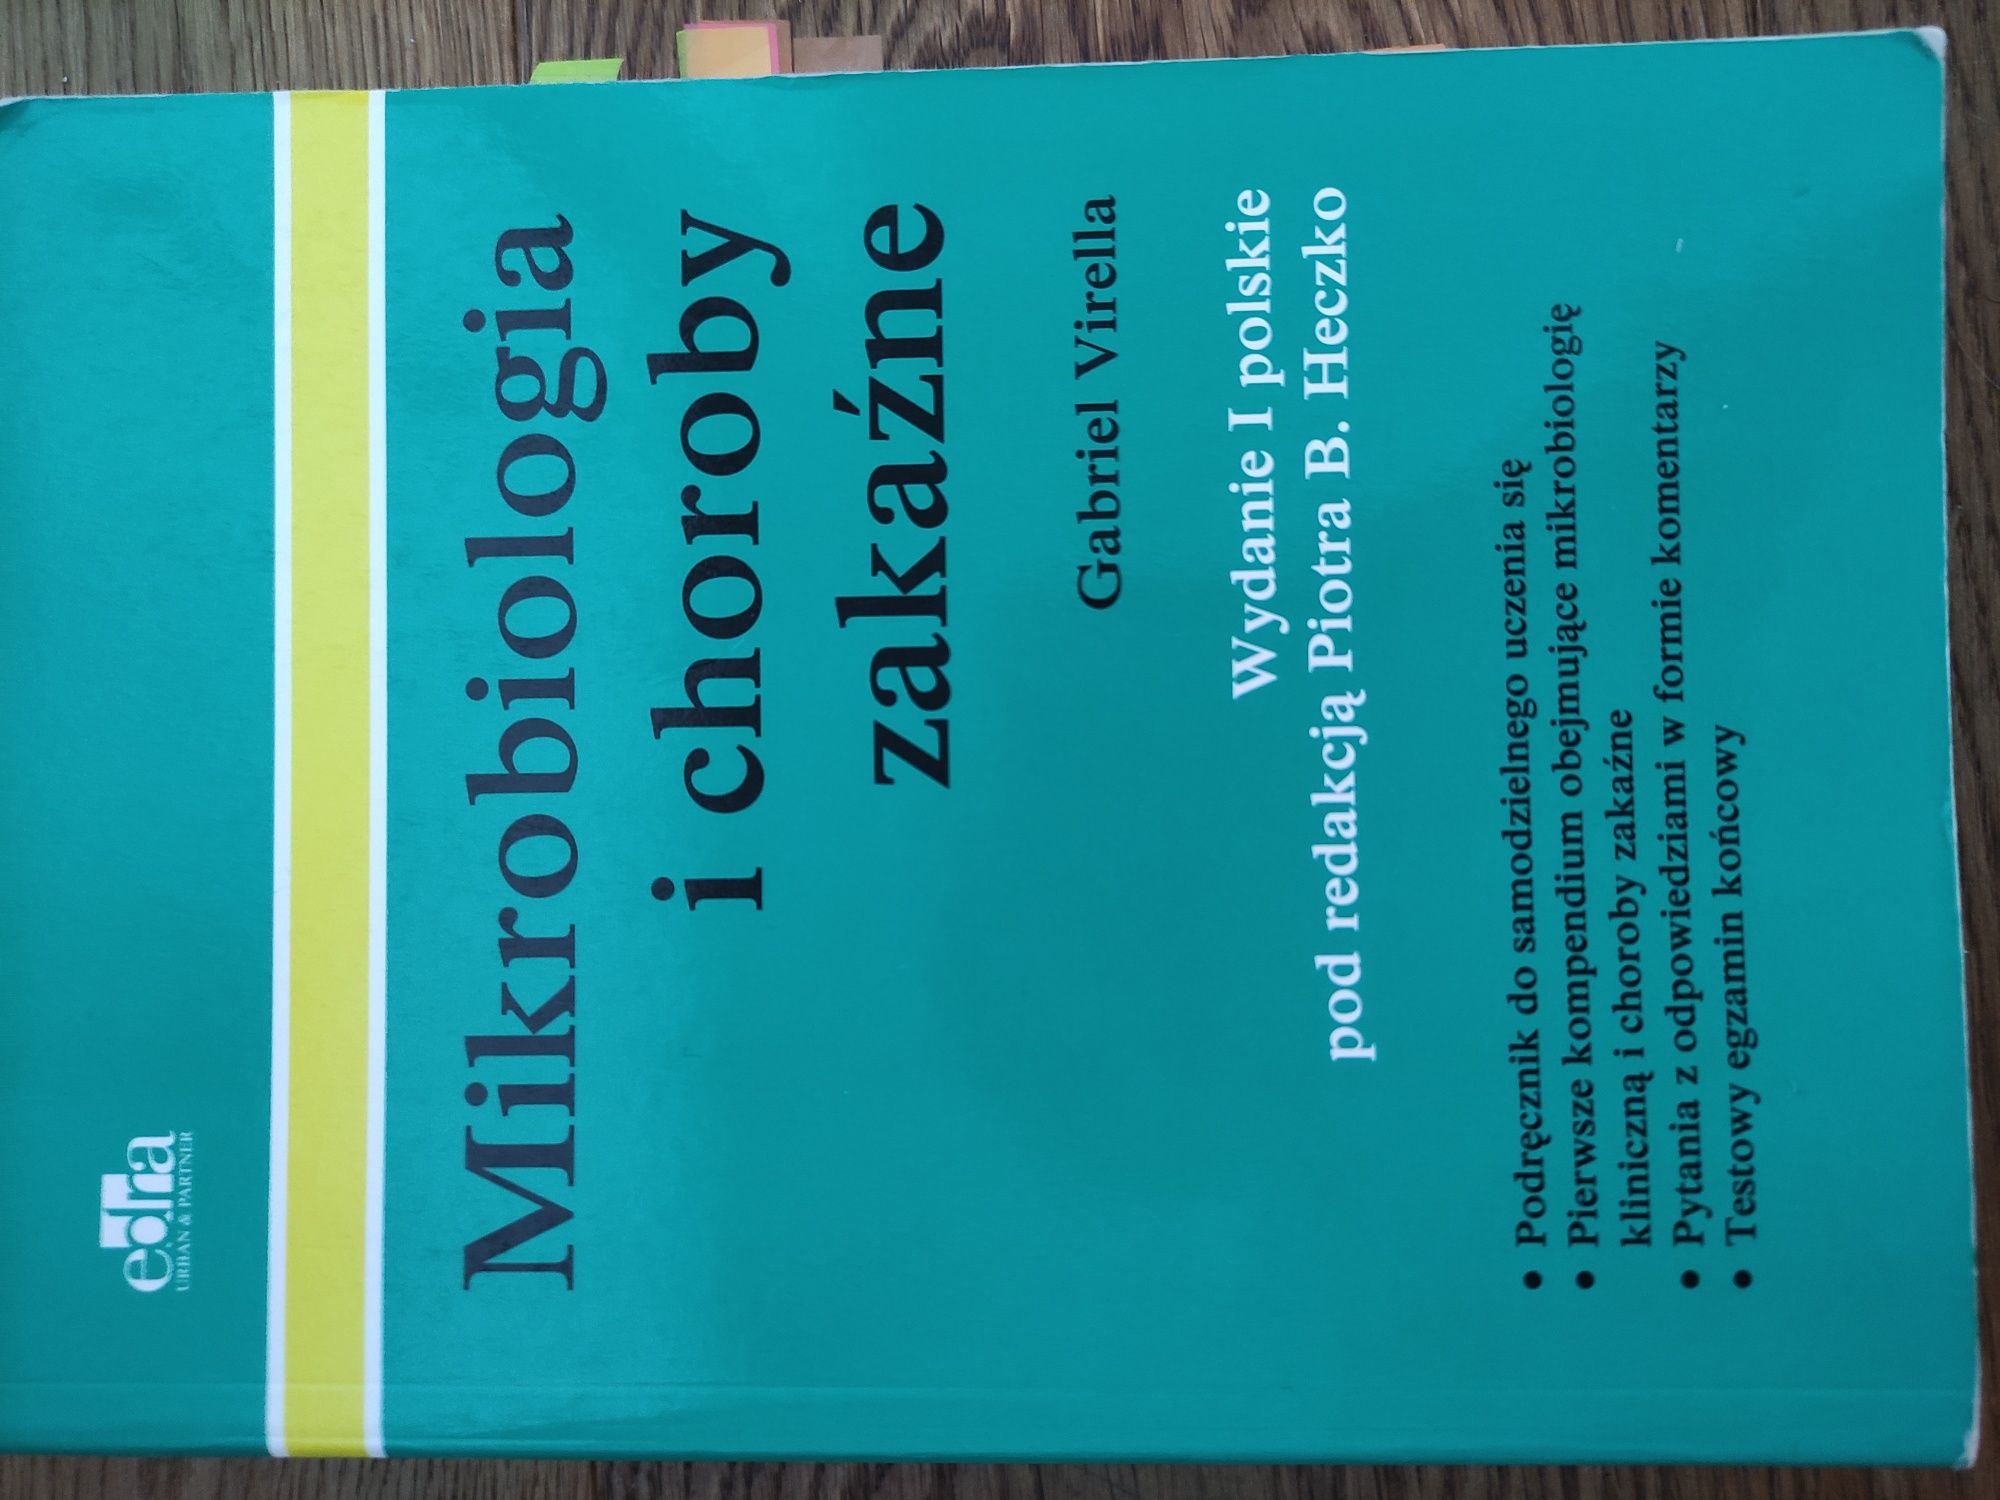 edra
URBAN & PARTNER
Mikrobiologia
i choroby
zakaźne
Gabriel Virella
Wydanie I polskie
pod redakcją Piotra B. Heczko
• Podręcznik do samodzielnego uczenia się
• Pierwsze kompendium obejmujące mikrobiologię
kliniczną i choroby zakaźne
• Pytania z odpowiedziami w formie komentarzy
• Testowy egzamin końcowy